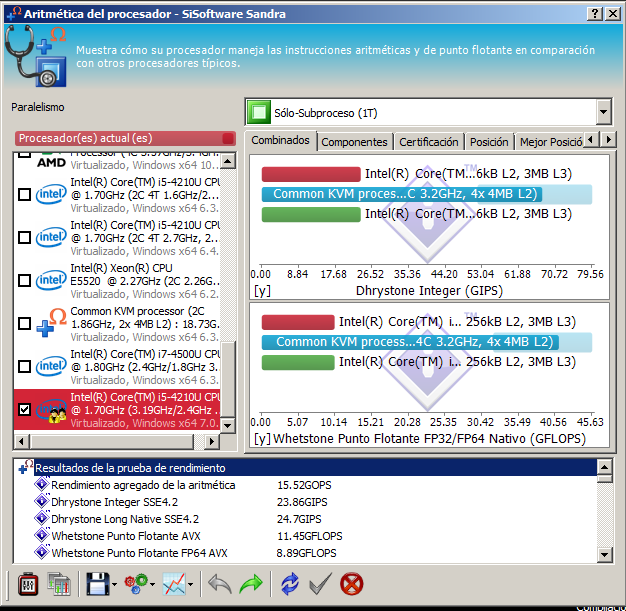 Aritmética del procesador - SiSoftware Sandra
Muestra cómo su procesador maneja las instrucciones aritméticas y de punto flotante en comparación
con otros procesadores típicos.
Paralelismo
Sólo-Subproceso (1T)
Procesador(es) actual (es)
Combinados
Componentes
Certificación
Posición
Mejor Posició
AMD
Virtualizado, Windows x64 10...
intel
Intel(R) Core(TM) i5-4210U CPU
@ 1.70GHz (2C 4T 1.6GHz/2...
Virtualizado, Windows x64 6.3.
intel
Intel(R) Core(TM) i5-4210U CPU
@ 1.70GHz (2C 4T 2.7GHz, 2...
Virtualizado, Windows x64 6.4.
intel
Intel(R) Xeon(R) CPU
E5520 @ 2.27GHz (2C 2.26G...
Virtualizado, Windows x64 6.2.
Common KVM processor (2C
1.86GHz, 2x 4MB L2) : 18.73G.
Virtualizado, Windows x64 6.3.
intel
Intel(R) Core(TM) i7-4500U CPU
@ 1.80GHz (2.4GHz/1.8GHz 3.
Virtualizado, Windows x64 6.3.
Intel(R) Core(TM) i5-4210U CPU
@ 1.70GHz (3.19GHz/2.4GHz ...
Virtualizado, Windows x64 7.0.
Intel(R) Core(TM...6kB L2, 3MB L3)
Common KVM proces...C 3.2GHz, 4x 4MB L2)
Intel(R) Core(TM...6kB L2, 3MB L3)
TM
0.00 8.84 17.68 26.52 35.36 44.20 53.04 61.88 70.72 79.56
[y] Dhrystone Integer (GIPS)
Intel(R) Core(TM) i... 256kB L2, 3MB L3)
Common KVM process...4C 3.2GHz, 4x 4MB L2)
Intel(R) Core(TM) i... 256kB L2, 3MB L3)
TM
0.00 5.07 10.14 15.21 20.28 25.35 30.42 35.49 40.56 45.63
[y] Whetstone Punto Flotante FP32/FP64 Nativo (GFLOPS)
Resultados de la prueba de rendimiento
Rendimiento agregado de la aritmética 15.52GOPS
Dhrystone Integer SSE4.2 23.86GIPS
Dhrystone Long Native SSE4.2 24.7GIPS
Whetstone Punto Flotante AVX 11.45GFLOPS
Whetstone Punto Flotante FP64 AVX 8.89GFLOPS